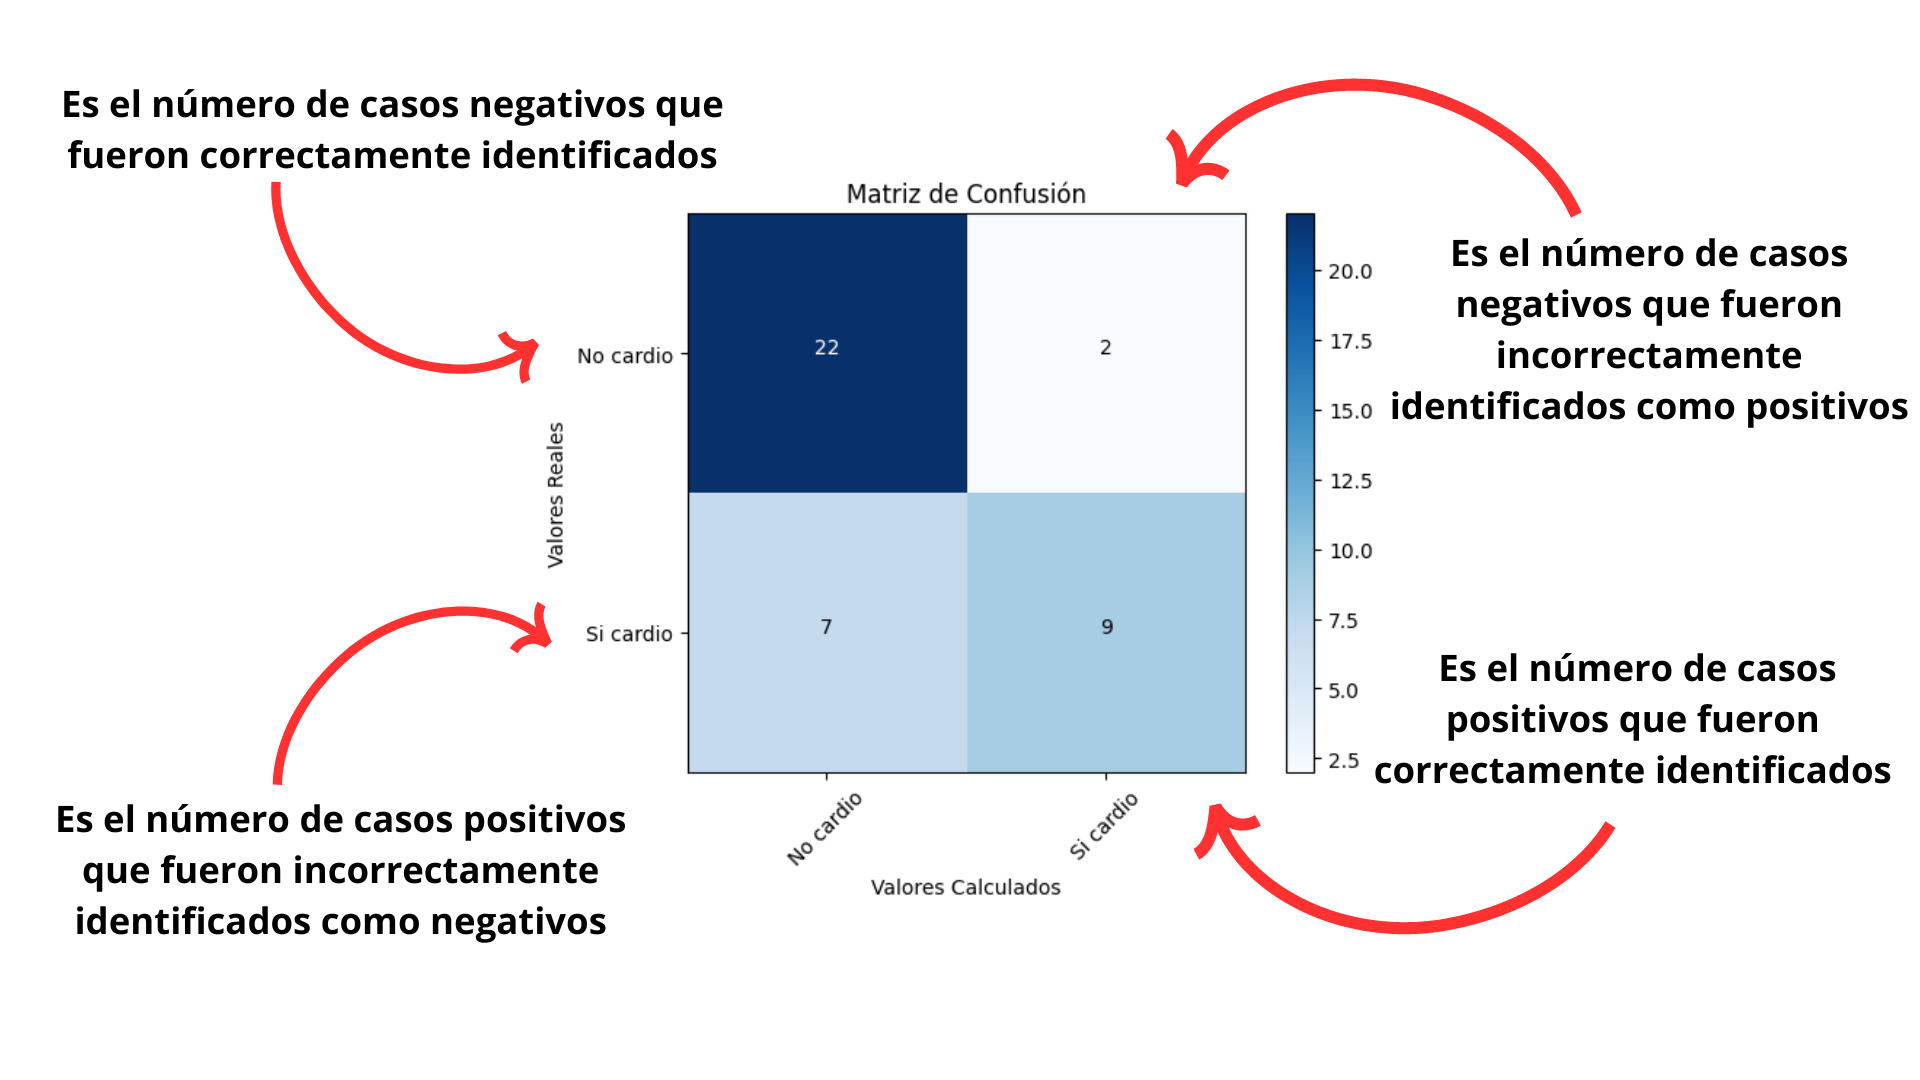 Es el número de casos negativos que
fueron correctamente identificados
Matriz de Confusión
Es el número de casos
negativos que fueron
incorrectamente
identificados como positivos
No cardio
Si cardio
Valores Reales
22
2
7
9
20.0
17.5
15.0
12.5
10.0
7.5
5.0
2.5
No cardio
Si cardio
Valores Calculados
Es el número de casos positivos
que fueron incorrectamente
identificados como negativos
Es el número de casos
positivos que fueron
correctamente identificados